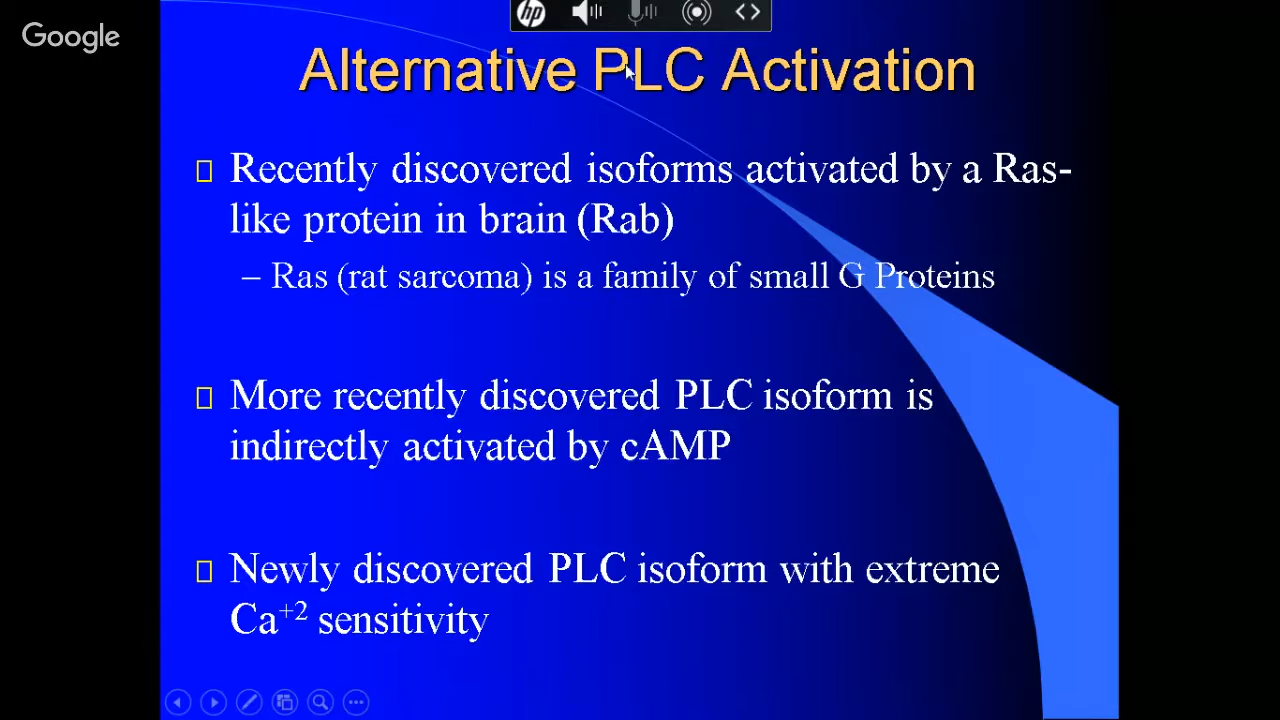 Google
hp
Alternative PLC Activation
Recently discovered isoforms activated by a Ras-
like protein in brain (Rab)
– Ras (rat sarcoma) is a family of small G Proteins
More recently discovered PLC isoform is
indirectly activated by cAMP
Newly discovered PLC isoform with extreme
Ca⁺² sensitivity